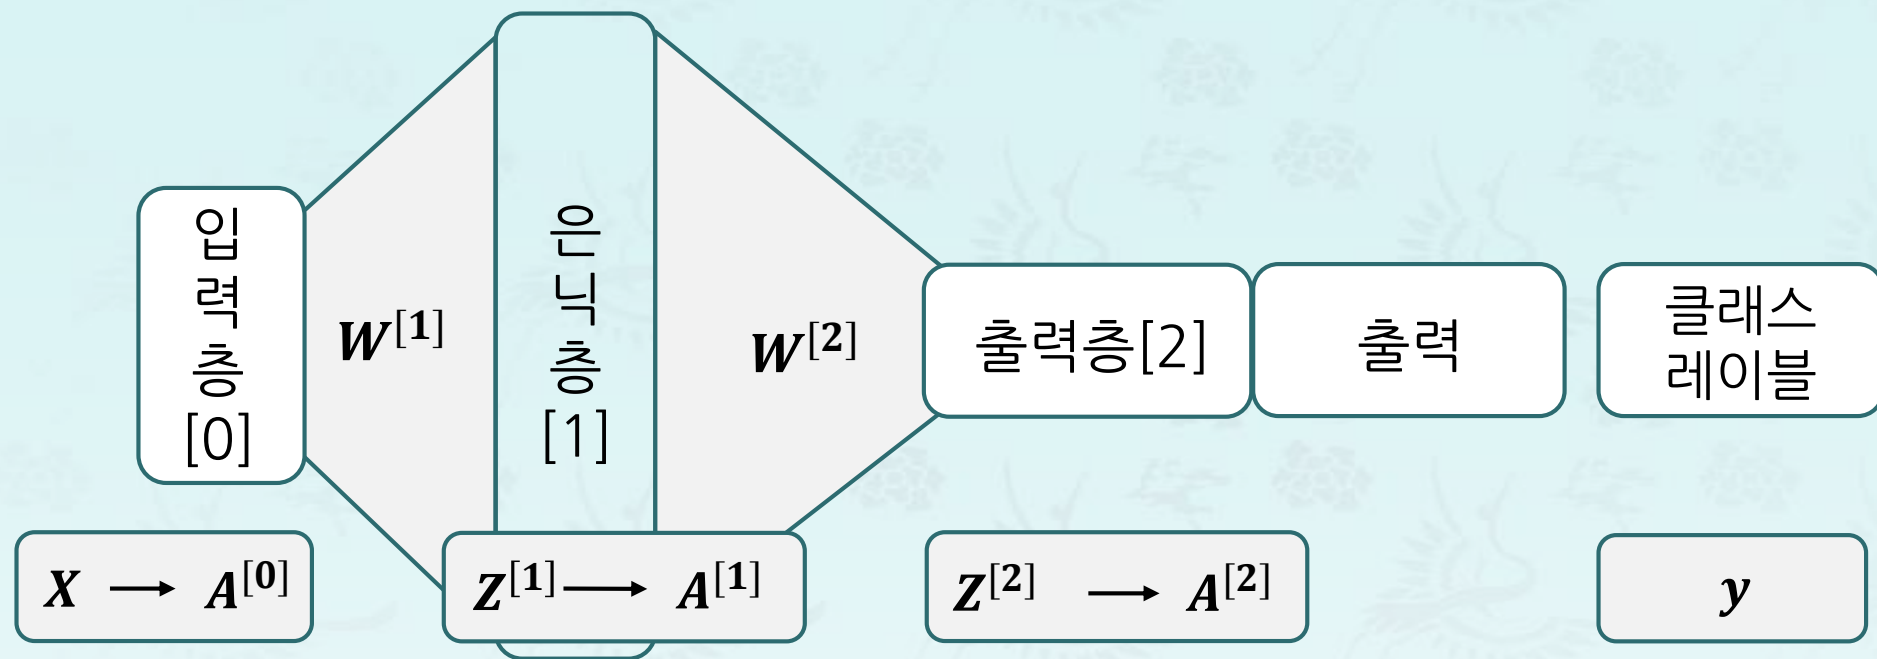 입
력
층
[0]
W[1]
은
닉
층
[1]
W[2]
출력층[2]
출력
클래스
레이블
X → A[0]
Z[1] → A[1]
Z[2] → A[2]
y